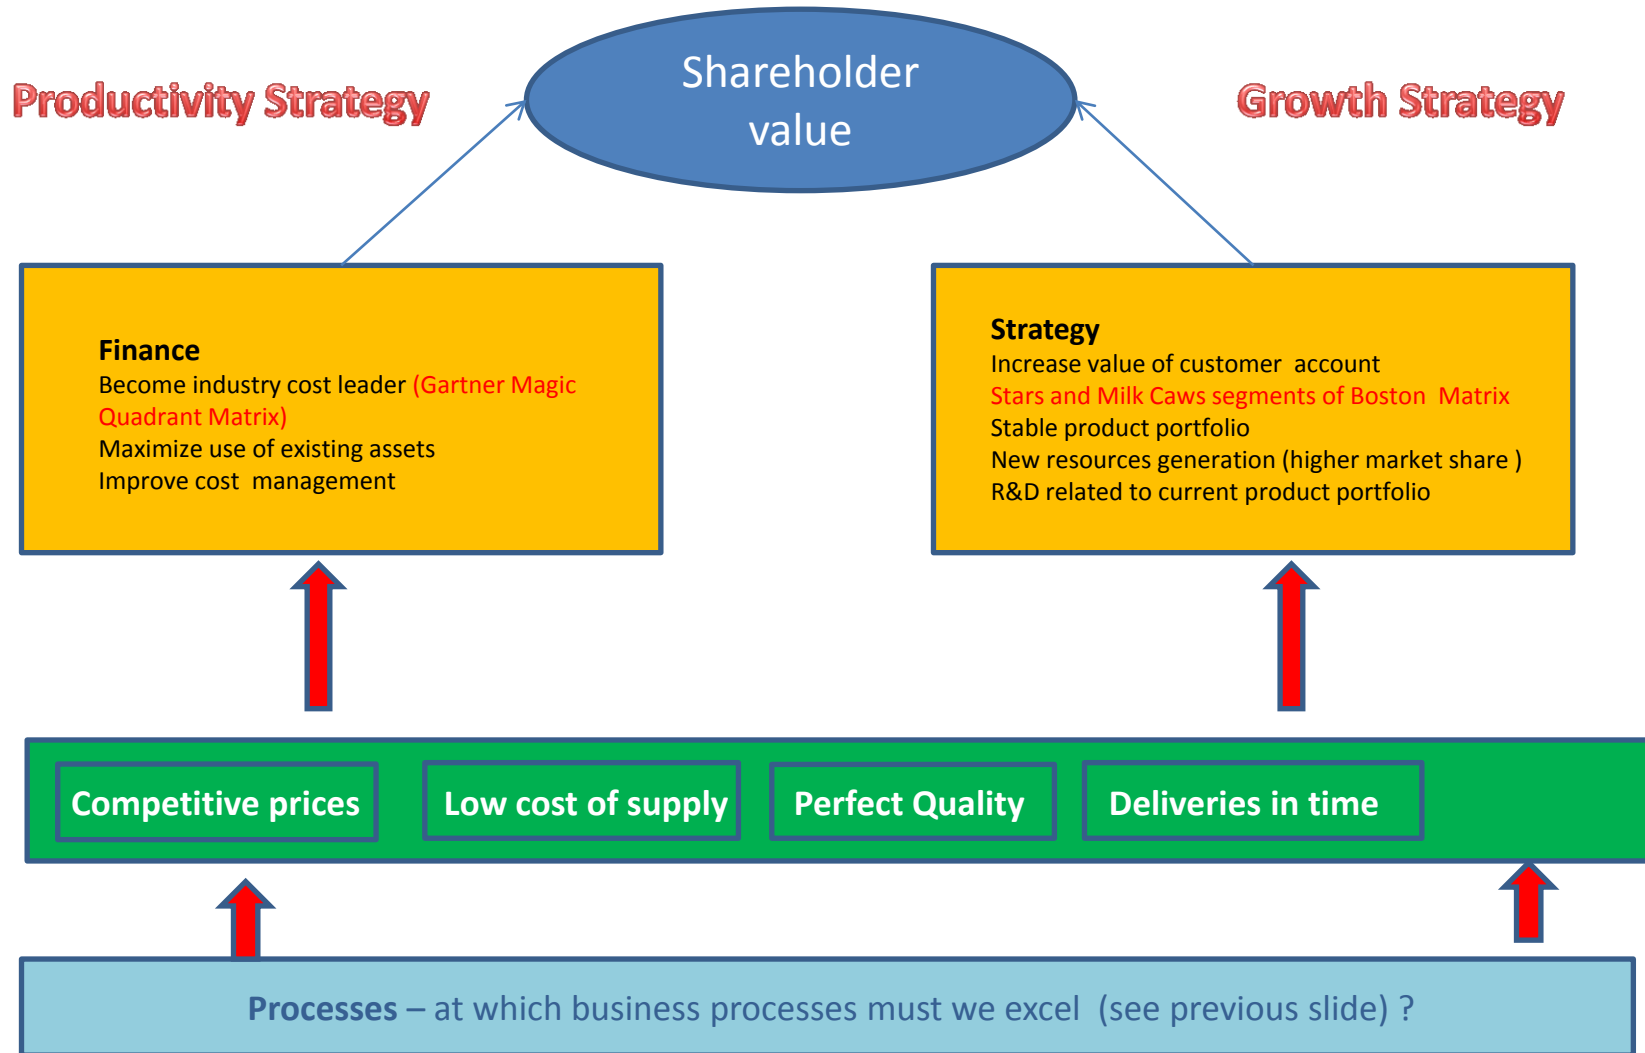 Productivity Strategy
Shareholder
value
Growth Strategy
Finance
Become industry cost leader (Gartner Magic
Quadrant Matrix)
Maximize use of existing assets
Improve cost management
Strategy
Increase value of customer account
Stars and Milk Caws segments of Boston Matrix
Stable product portfolio
New resources generation (higher market share )
R&D related to current product portfolio
Competitive prices
Low cost of supply
Perfect Quality
Deliveries in time
Processes – at which business processes must we excel (see previous slide) ?